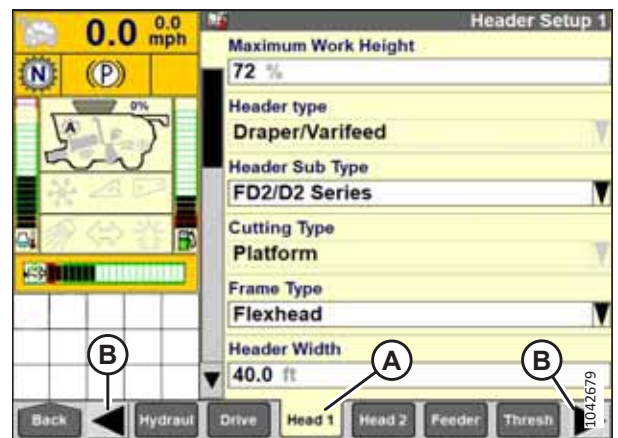 0.0 0.0 mph
Header Setup 1
N (P)
0%
A
Maximum Work Height
72 %
Header type
Draper/Varifeed
Header Sub Type
FD2/D2 Series
Cutting Type
Platform
Frame Type
Flexhead
Header Width
40.0 ft
B
A
B
1042679
Back
Hydraul
Drive
Head 1
Head 2
Feeder
Thresh